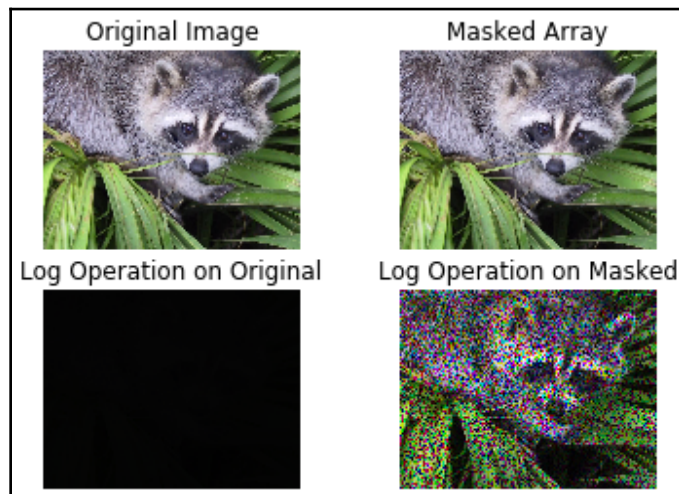 Original Image
Masked Array
Log Operation on Original
Log Operation on Masked